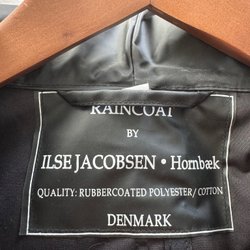 RAINCOAT
BY
ILSE JACOBSEN • Hornbæk
QUALITY: RUBBERCOATED POLYESTER/ COTTON
DENMARK